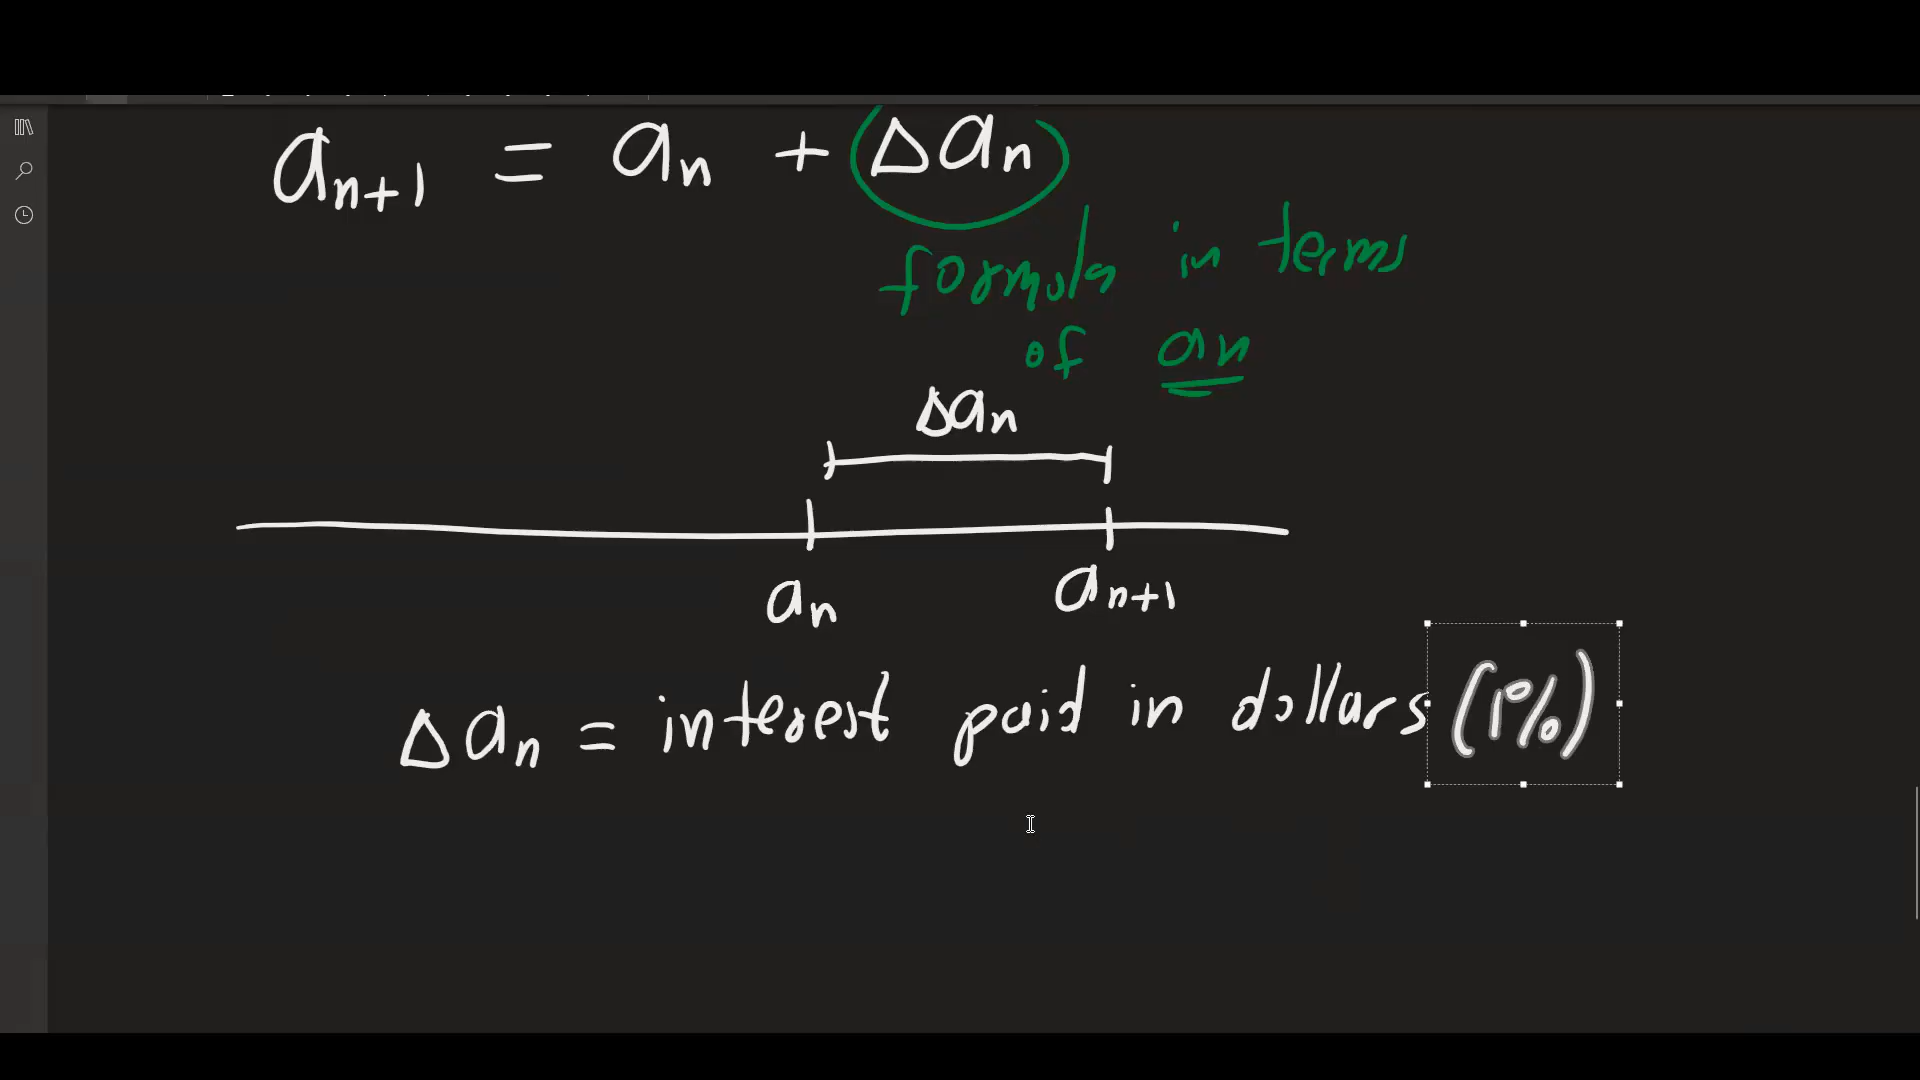 aₙ₊₁ = aₙ + Δaₙ
formula in terms
of aₙ
Δaₙ
aₙ aₙ₊₁
Δaₙ = interest paid in dollars (1%)